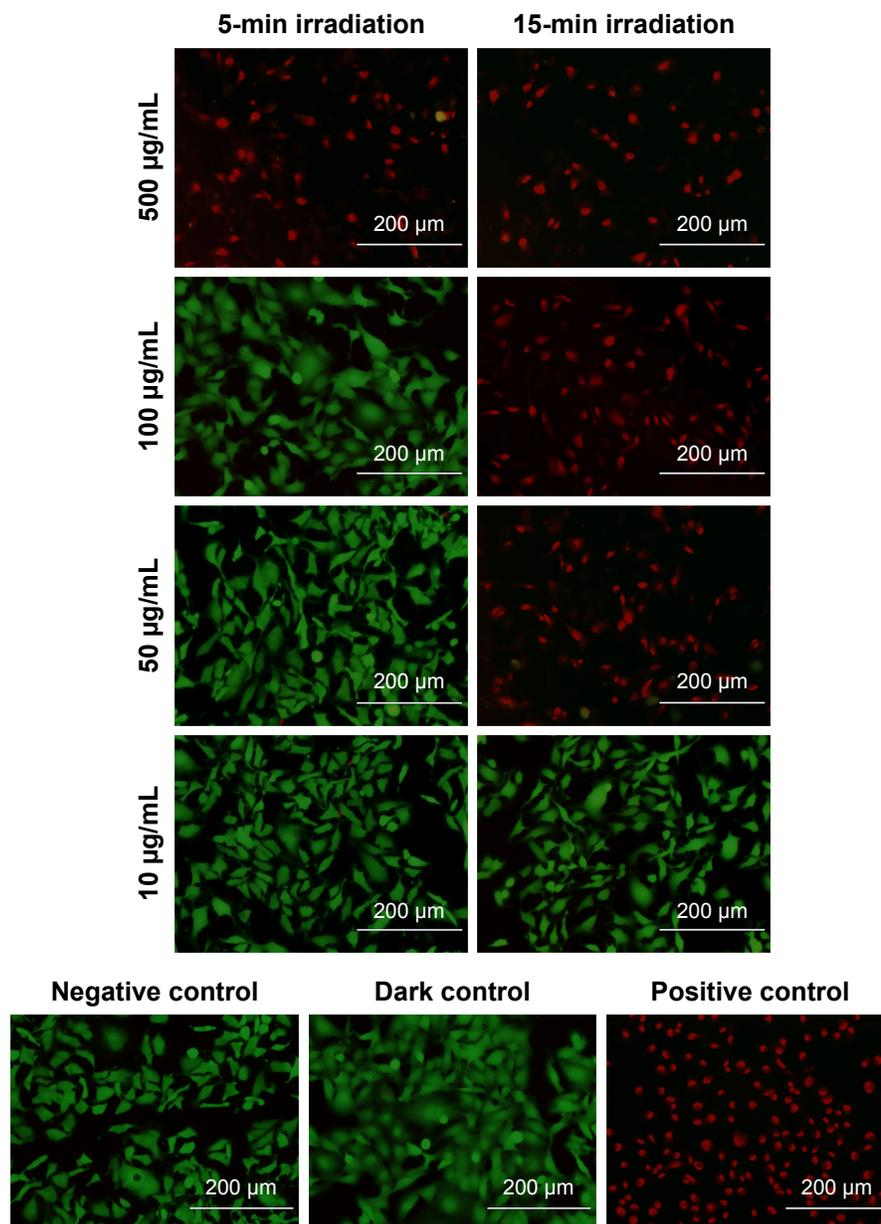 5-min irradiation
15-min irradiation
500 µg/mL
200 µm
200 µm
100 µg/mL
200 µm
200 µm
50 µg/mL
200 µm
200 µm
10 µg/mL
200 µm
200 µm
Negative control
Dark control
Positive control
200 µm
200 µm
200 µm